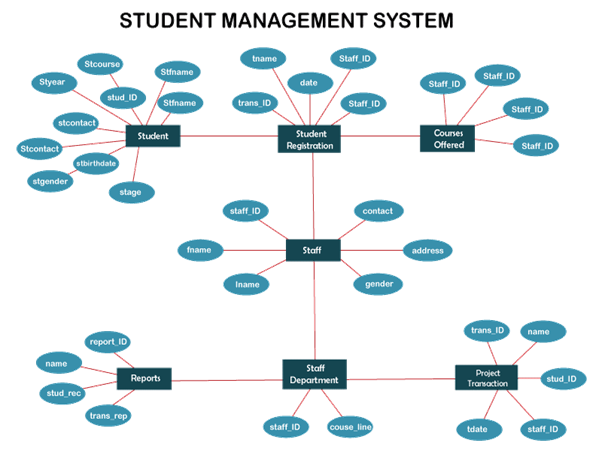 STUDENT MANAGEMENT SYSTEM
Stcourse
Styear
Stfname
stud_ID
Stfname
stcontact
Stcontact
stbirthdate
stgender
stage
Student
tname
Staff_ID
date
trans_ID
Staff_ID
Student
Registration
Staff_ID
Staff_ID
Staff_ID
Staff_ID
Courses
Offered
staff_ID
contact
fname
Staff
address
lname
gender
report_ID
name
stud_rec
trans_rep
Reports
Staff
Department
staff_ID
couse_line
trans_ID
name
Project
Transaction
stud_ID
tdate
staff_ID